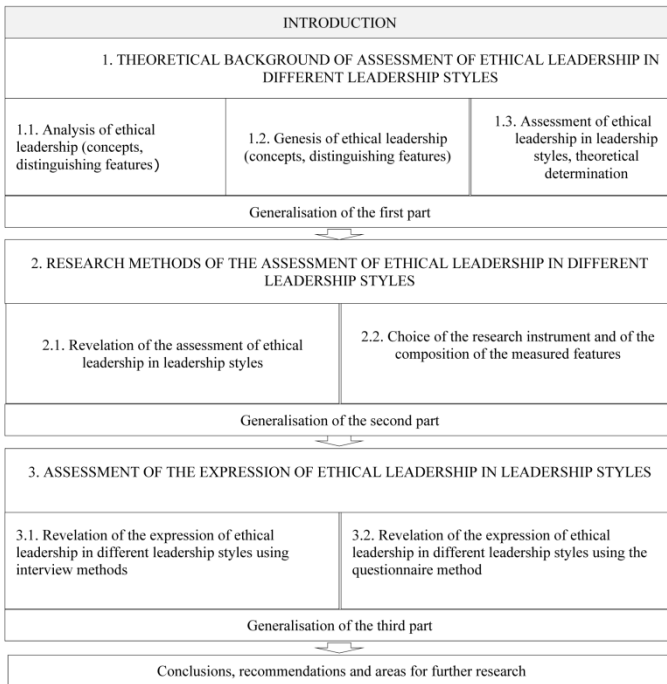 INTRODUCTION
1. THEORETICAL BACKGROUND OF ASSESSMENT OF ETHICAL LEADERSHIP IN
DIFFERENT LEADERSHIP STYLES
1.1. Analysis of ethical
leadership (concepts,
distinguishing features)
1.2. Genesis of ethical leadership
(concepts, distinguishing features)
1.3. Assessment of ethical
leadership in leadership
styles, theoretical
determination
Generalisation of the first part
2. RESEARCH METHODS OF THE ASSESSMENT OF ETHICAL LEADERSHIP IN DIFFERENT
LEADERSHIP STYLES
2.1. Revelation of the assessment of ethical
leadership in leadership styles
2.2. Choice of the research instrument and of the
composition of the measured features
Generalisation of the second part
3. ASSESSMENT OF THE EXPRESSION OF ETHICAL LEADERSHIP IN LEADERSHIP STYLES
3.1. Revelation of the expression of ethical
leadership in different leadership styles using
interview methods
3.2. Revelation of the expression of ethical
leadership in different leadership styles using the
questionnaire method
Generalisation of the third part
Conclusions, recommendations and areas for further research